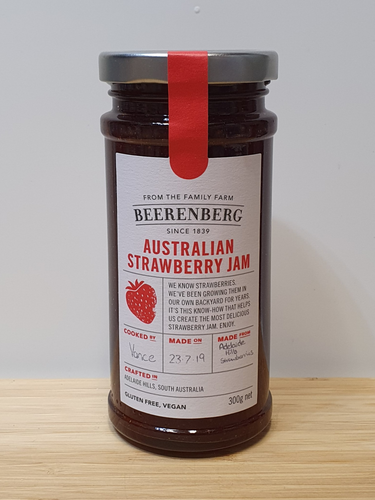 FROM THE FAMILY FARM
BEERENBERG
SINCE 1839
AUSTRALIAN
STRAWBERRY JAM
WE KNOW STRAWBERRIES.
WE'VE BEEN GROWING THEM IN
OUR OWN BACKYARD FOR YEARS.
IT'S THIS KNOW-HOW THAT HELPS
US CREATE THE MOST DELICIOUS
STRAWBERRY JAM. ENJOY.
COOKED BY
Vance
MADE ON
23.7.19
MADE FROM
Adelaide
Hills
Strawberries
CRAFTED IN
ADELAIDE HILLS, SOUTH AUSTRALIA
GLUTEN FREE, VEGAN
300g net